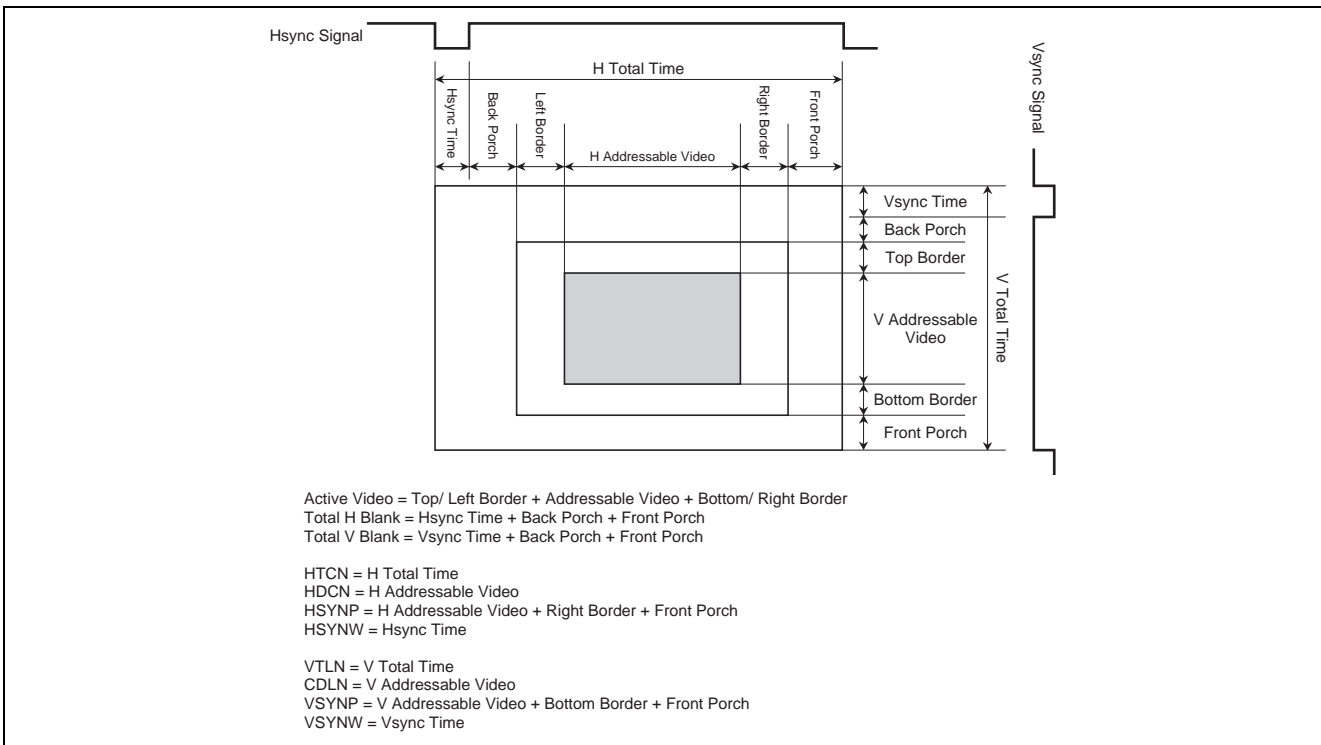 Hsync Signal
Vsync Signal
H Total Time
Hsync Time
Back Porch
Left Border
H Addressable Video
Right Border
Front Porch
Vsync Time
Back Porch
Top Border
V Addressable
Video
Bottom Border
Front Porch
V Total Time
Active Video = Top/ Left Border + Addressable Video + Bottom/ Right Border
Total H Blank = Hsync Time + Back Porch + Front Porch
Total V Blank = Vsync Time + Back Porch + Front Porch
HTCN = H Total Time
HDCN = H Addressable Video
HSYNP = H Addressable Video + Right Border + Front Porch
HSYNW = Hsync Time
VTLN = V Total Time
CDLN = V Addressable Video
VSYNP = V Addressable Video + Bottom Border + Front Porch
VSYNW = Vsync Time